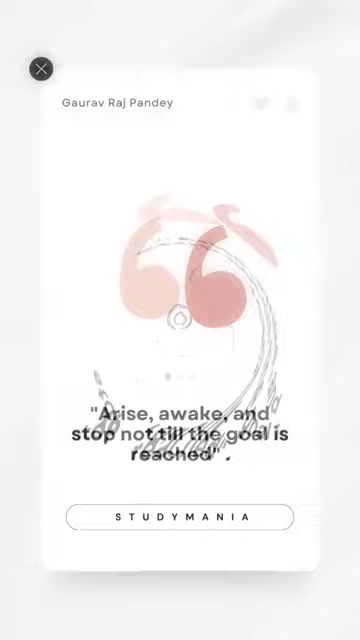 Gaurav Raj Pandey
"Arise, awake, and
stop not till the goal is
reached" .
STUDYMANIA